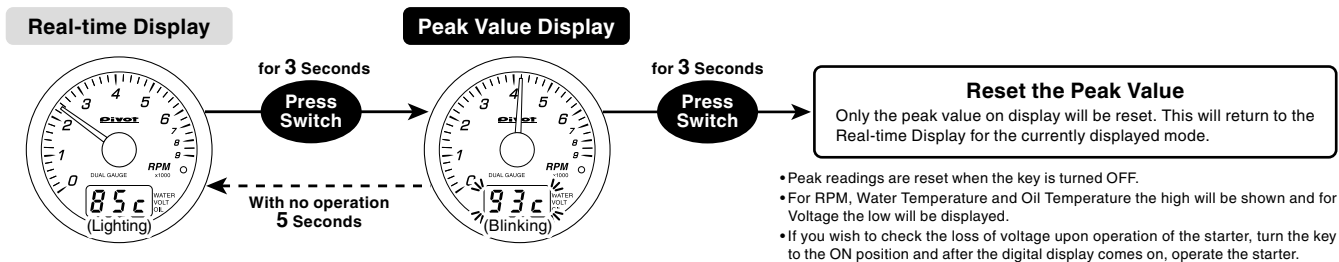 Real-time Display
Peak Value Display
for 3 Seconds
Press
Switch
for 3 Seconds
Press
Switch
With no operation
5 Seconds
0
1
2
3
4
5
6
7
8
9
Pivot
RPM
x1000
DUAL GAUGE
85c
WATER
VOLT
OIL
(Lighting)
1
2
3
4
5
6
7
8
9
Pivot
RPM
x1000
DUAL GAUGE
93c
WATER
VOLT
OIL
(Blinking)
Reset the Peak Value
Only the peak value on display will be reset. This will return to the
Real-time Display for the currently displayed mode.
•Peak readings are reset when the key is turned OFF.
•For RPM, Water Temperature and Oil Temperature the high will be shown and for
Voltage the low will be displayed.
•If you wish to check the loss of voltage upon operation of the starter, turn the key
to the ON position and after the digital display comes on, operate the starter.